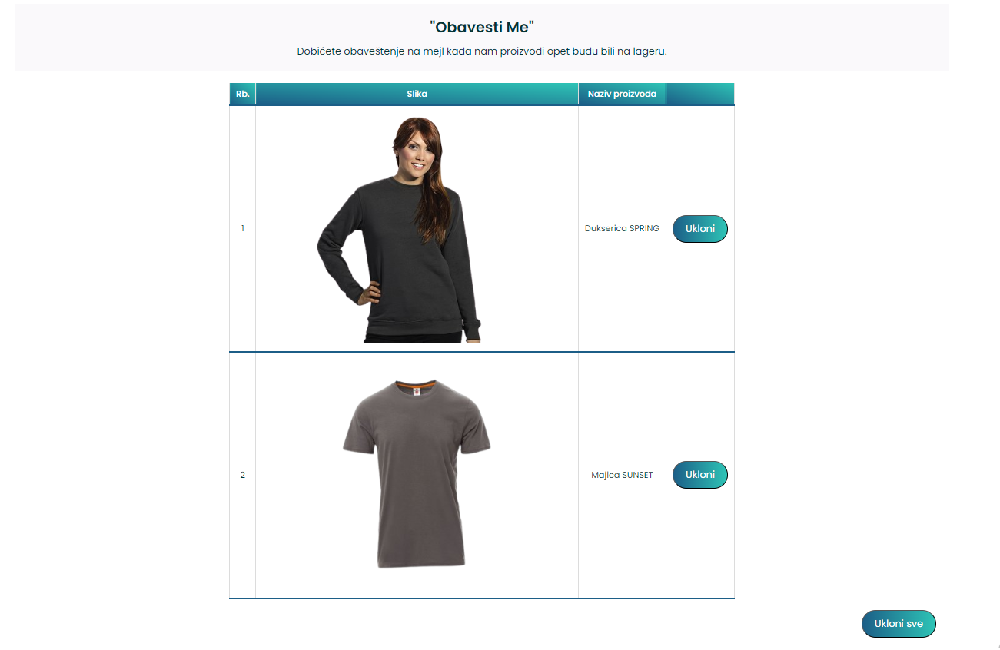 "Obavesti Me"
Dobićete obaveštenje na mejl kada nam proizvodi opet budu bili na lageru.
Rb. Slika Naziv proizvoda
1 Dukserica SPRING Ukloni
2 Majica SUNSET Ukloni
Ukloni sve